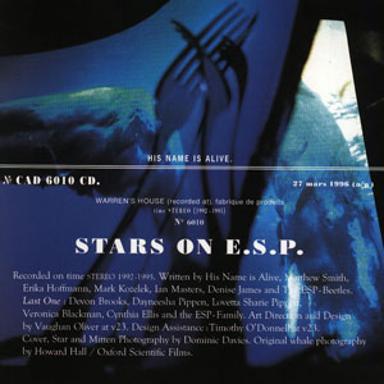 HIS NAME IS ALIVE.
№ CAD 6010 CD.
27 mars 1996
WARREN'S HOUSE (recorded at). fabrique de produits
time STEREO (1992-1995)
N° 6010
STARS ON E.S.P.
Recorded on time STEREO 1992-1995. Written by His Name is Alive, Matthew Smith,
Erika Hoffmann, Mark Kozelek, Ian Masters, Denise James and The ESP-Beetles.
Last One : Devon Brooks, Dayneesha Pippen, Lovetta Sharie Pippen,
Veronica Blackman, Cynthia Ellis and the ESP-Family. Art Direction and Design
by Vaughan Oliver at v23. Design Assistance : Timothy O'Donnell at v23.
Cover, Star and Mitten Photography by Dominic Davies. Original whale photography
by Howard Hall / Oxford Scientific Films.